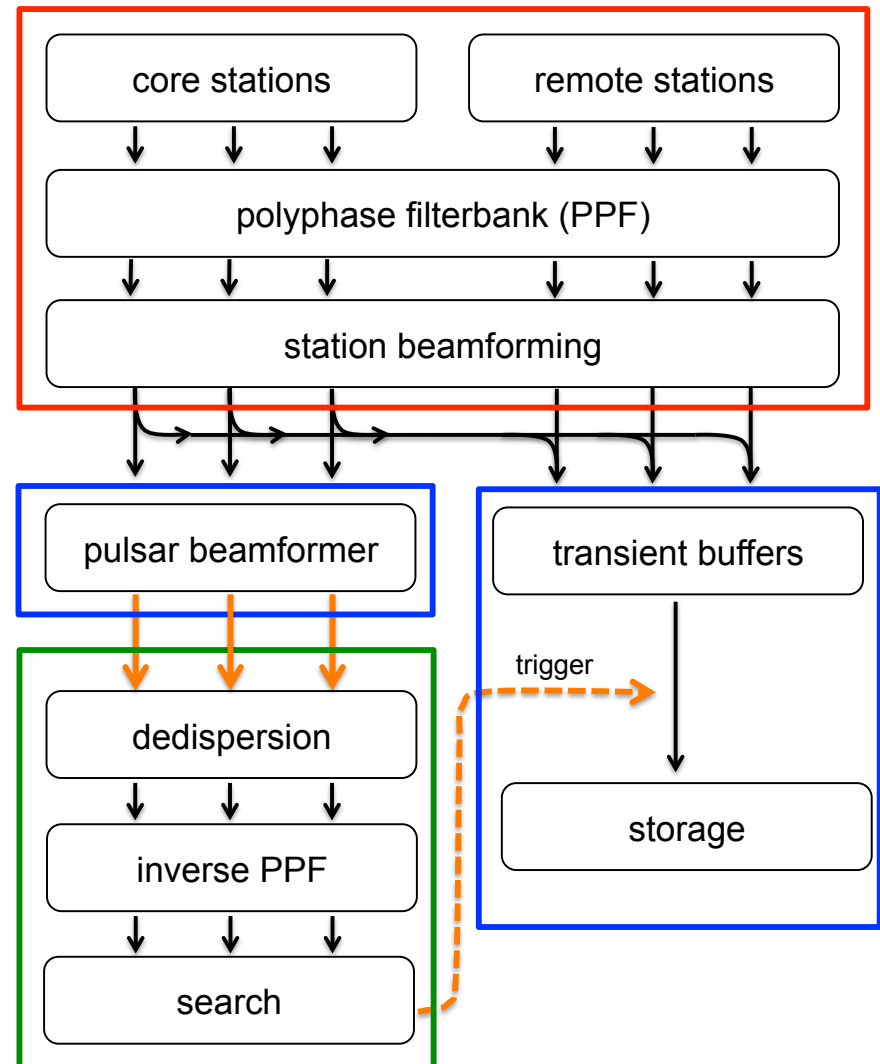 core stations
remote stations
polyphase filterbank (PPF)
station beamforming
pulsar beamformer
transient buffers
trigger
dedispersion
storage
inverse PPF
search